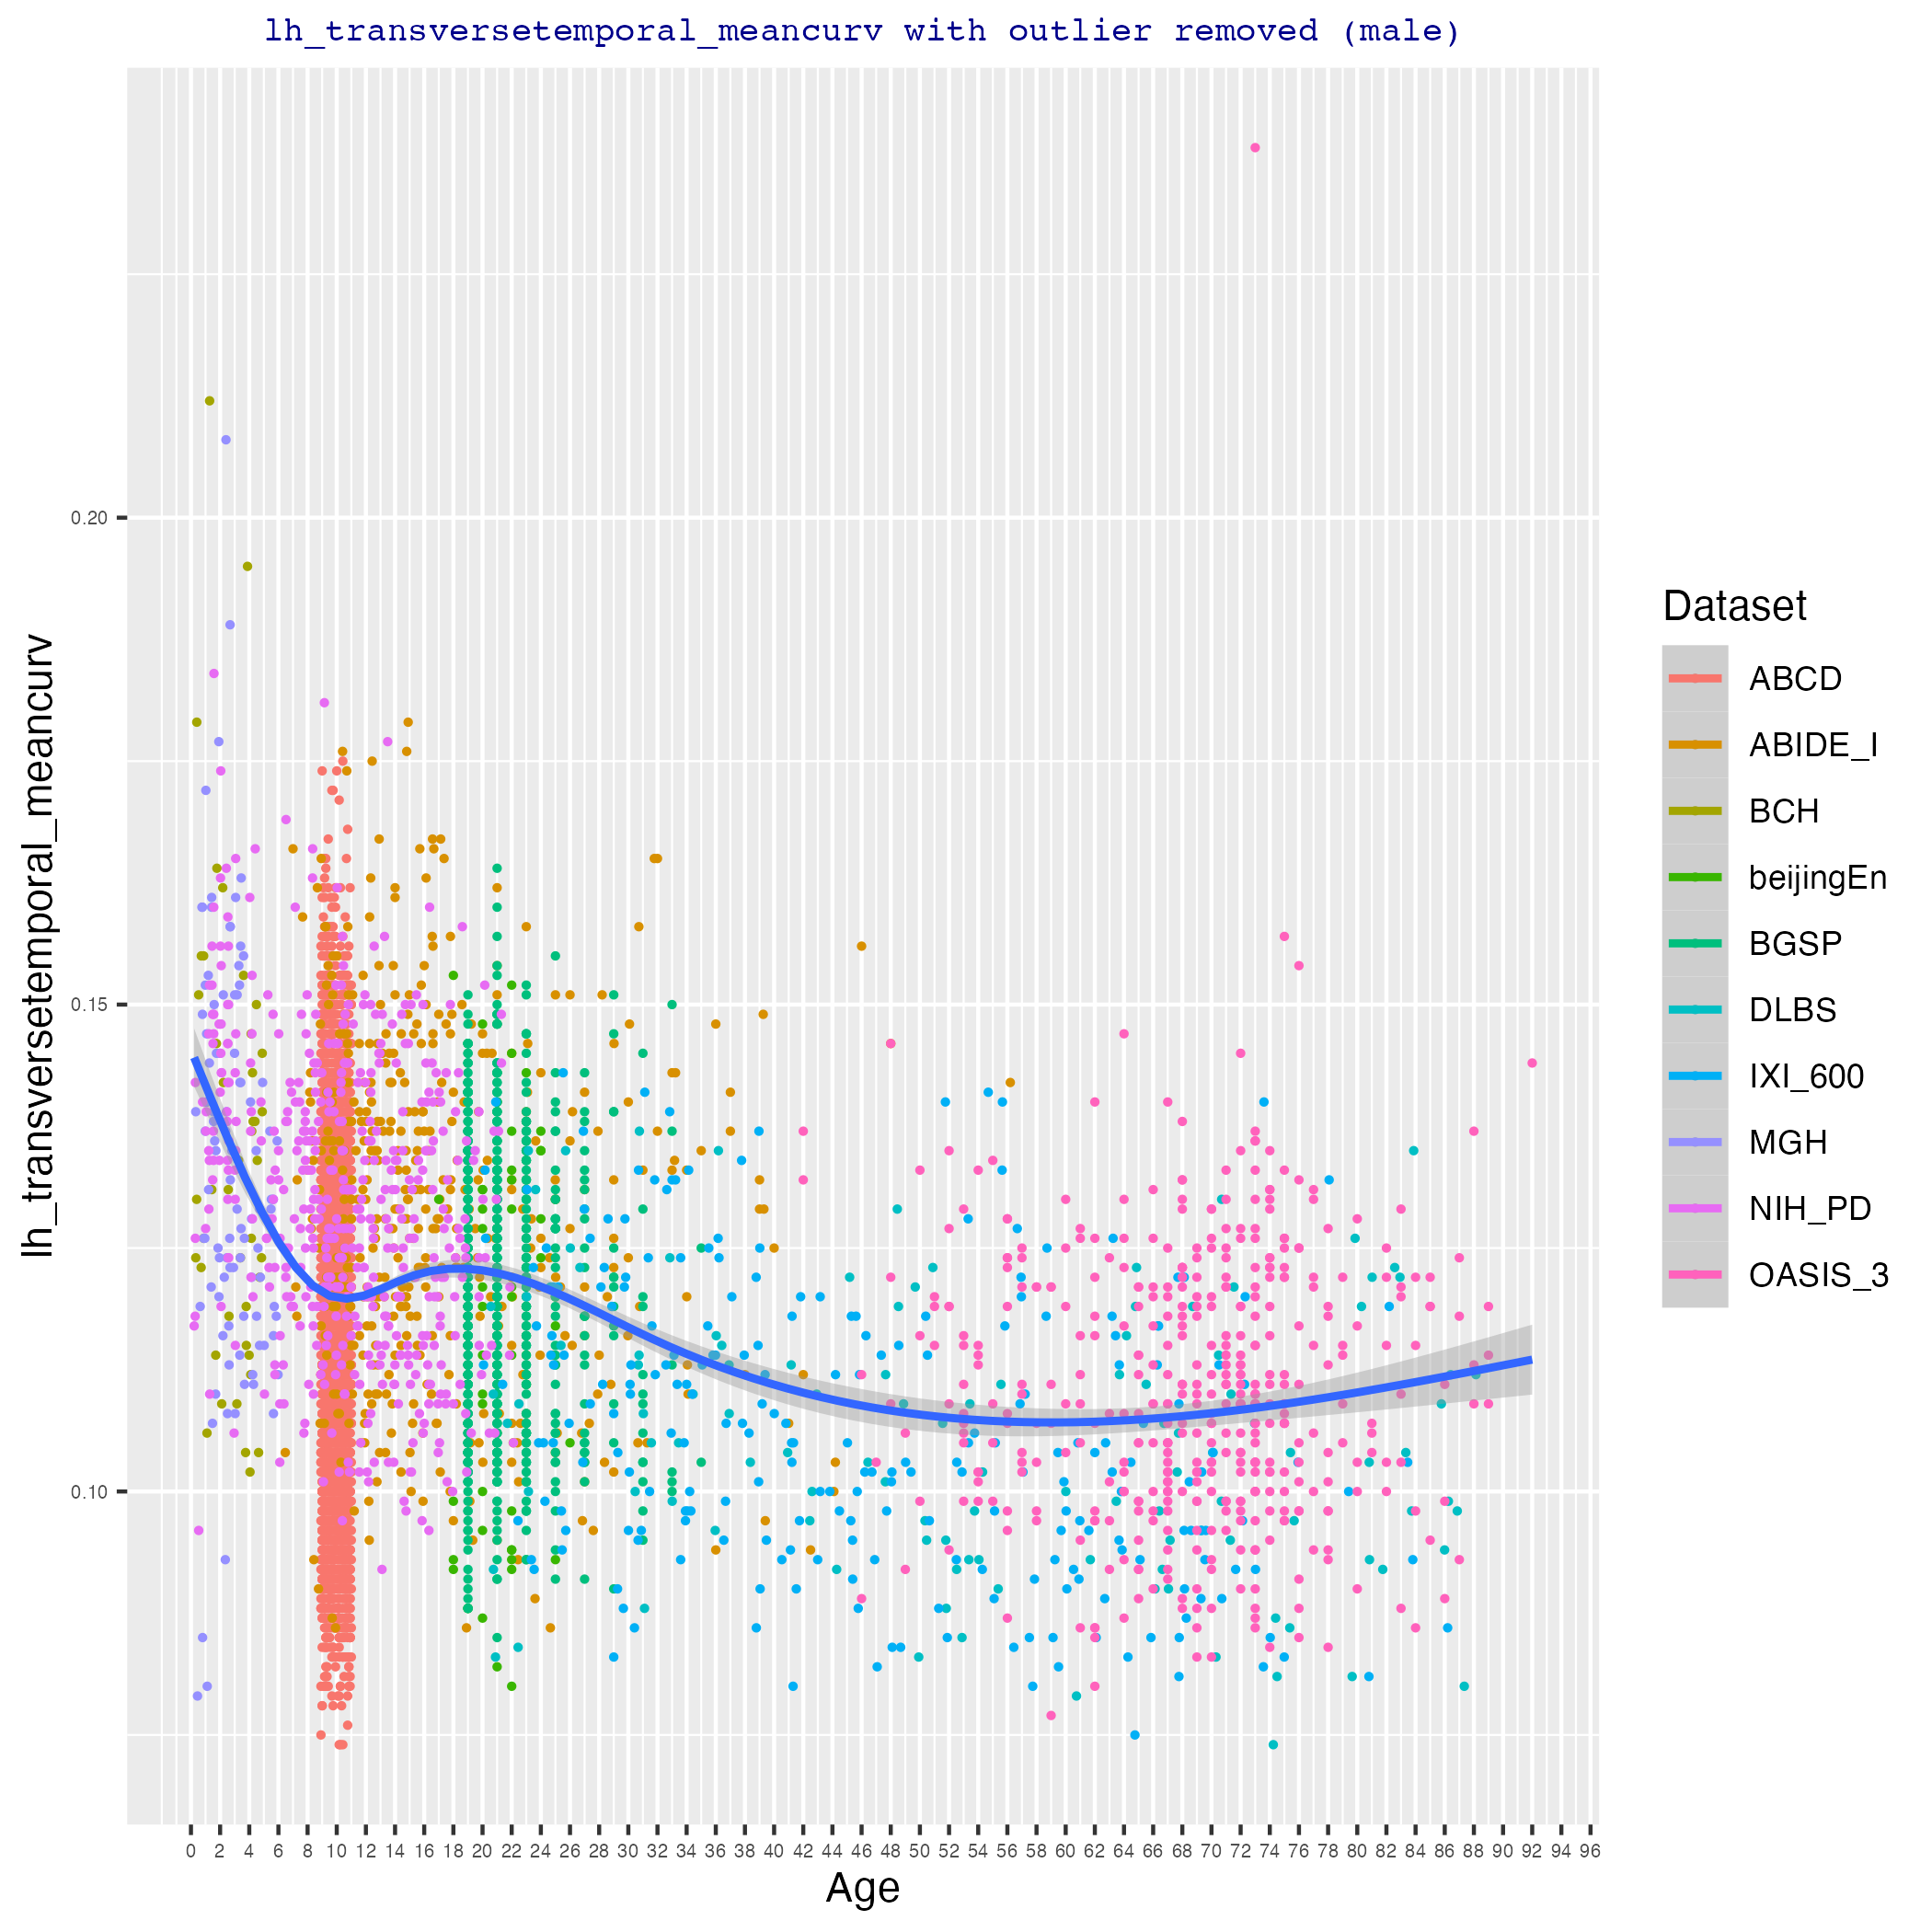 lh_transversetemporal_meancurv with outlier removed (male)
lh_transversetemporal_meancurv
0.20
0.15
0.10
0 2 4 6 8 10 12 14 16 18 20 22 24 26 28 30 32 34 36 38 40 42 44 46 48 50 52 54 56 58 60 62 64 66 68 70 72 74 76 78 80 82 84 86 88 90 92 94 96
Age
Dataset
ABCD
ABIDE_I
BCH
beijingEn
BGSP
DLBS
IXI_600
MGH
NIH_PD
OASIS_3